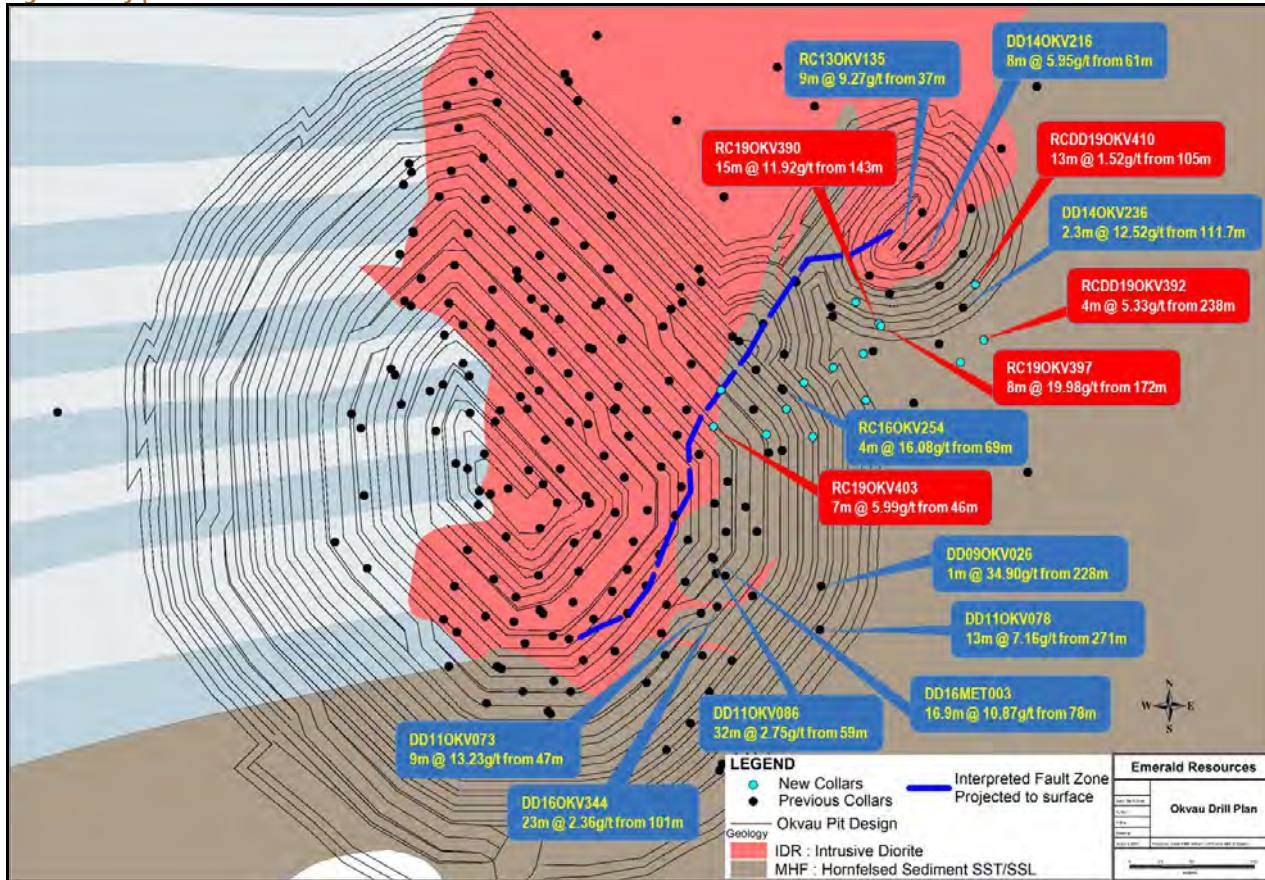 DD14OKV216
8m @ 5.95g/t from 61m
RC13OKV135
9m @ 9.27g/t from 37m
RC19OKV390
15m @ 11.92g/t from 143m
RCDD19OKV410
13m @ 1.52g/t from 105m
DD14OKV236
2.3m @ 12.52g/t from 111.7m
RCDD19OKV392
4m @ 5.33g/t from 238m
RC19OKV397
8m @ 19.98g/t from 172m
RC16OKV254
4m @ 16.08g/t from 69m
RC19OKV403
7m @ 5.99g/t from 46m
DD09OKV026
1m @ 34.90g/t from 228m
DD11OKV078
13m @ 7.16g/t from 271m
DD16MET003
16.9m @ 10.87g/t from 78m
DD11OKV086
32m @ 2.75g/t from 59m
DD11OKV073
9m @ 13.23g/t from 47m
DD16OKV344
23m @ 2.36g/t from 101m
N
W E
S
LEGEND
New Collars
Previous Collars
Okvau Pit Design
Interpreted Fault Zone
Projected to surface
Geology
IDR : Intrusive Diorite
MHF : Hornfelsed Sediment SST/SSL
Emerald Resources
Okvau Drill Plan